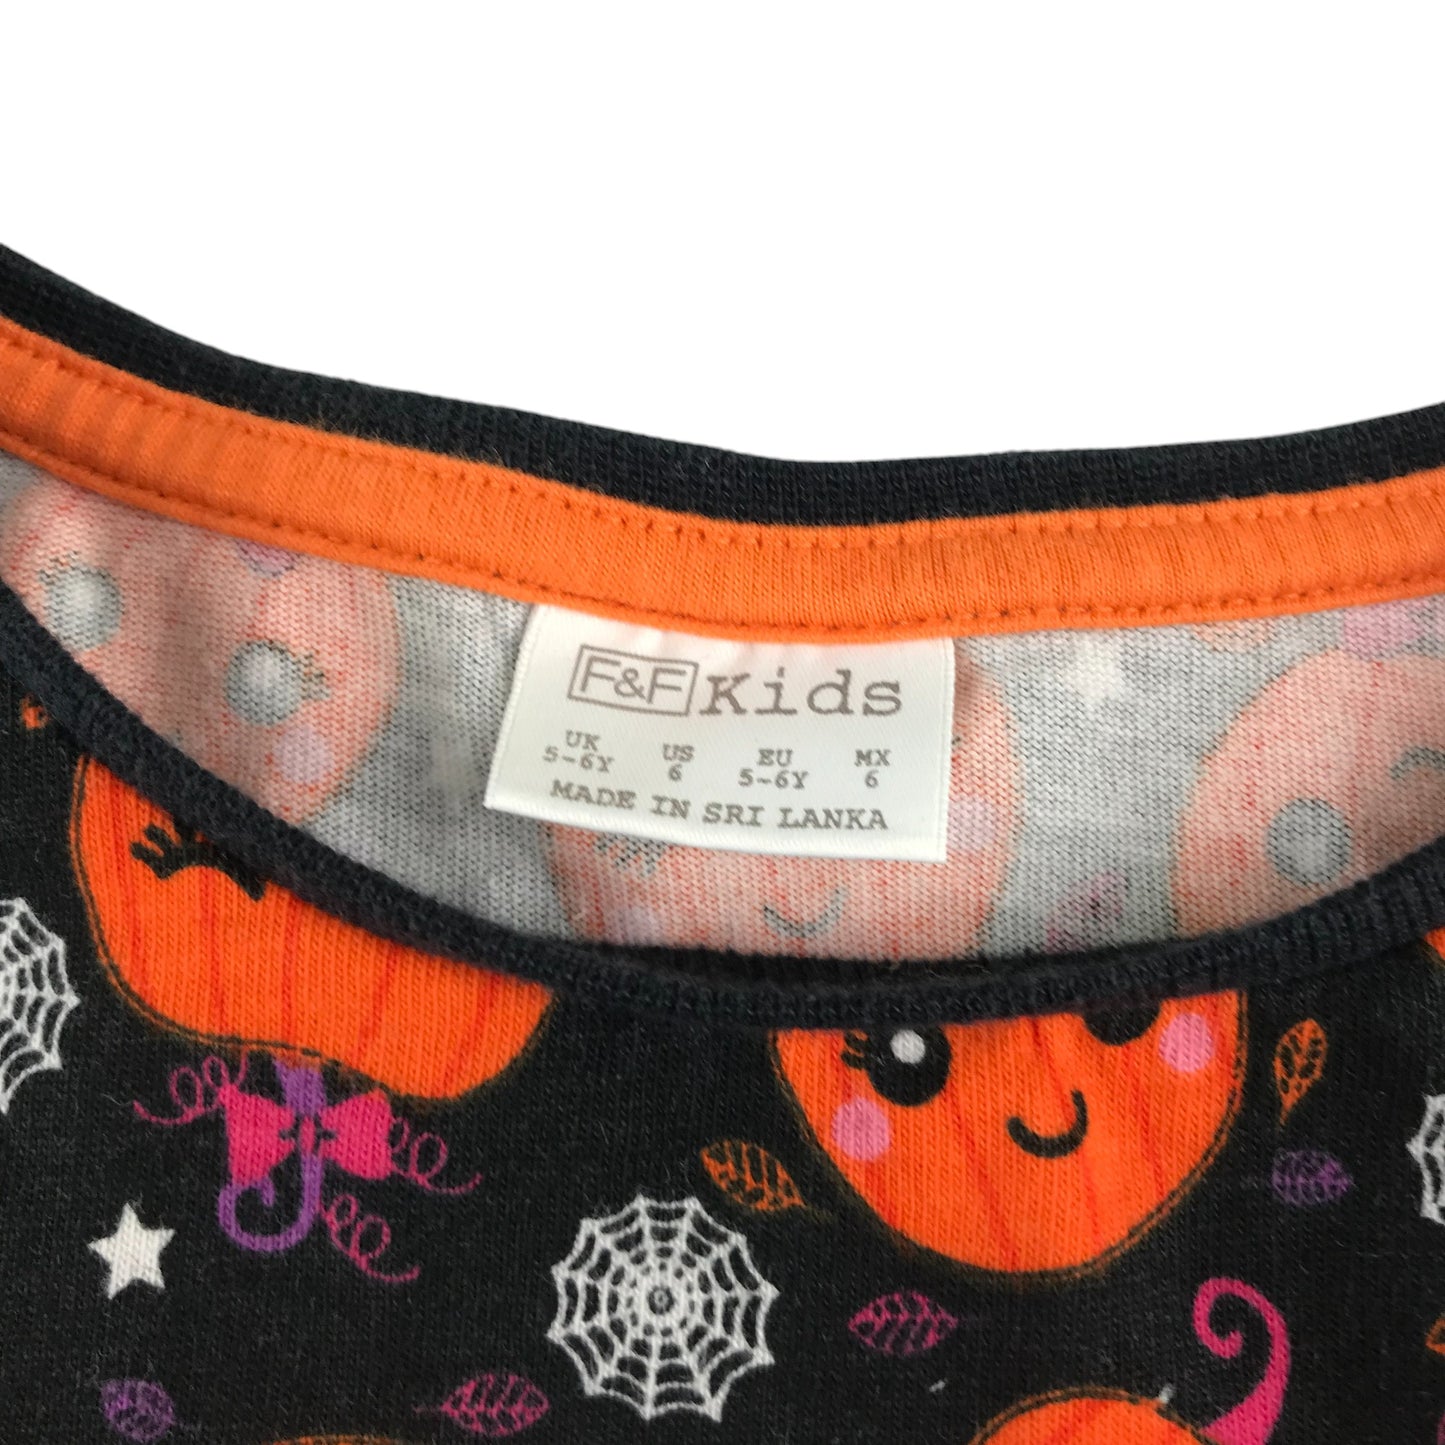 F&F Kids
UK US EU MX
5-6Y 6 5-6Y 6
MADE IN SRI LANKA